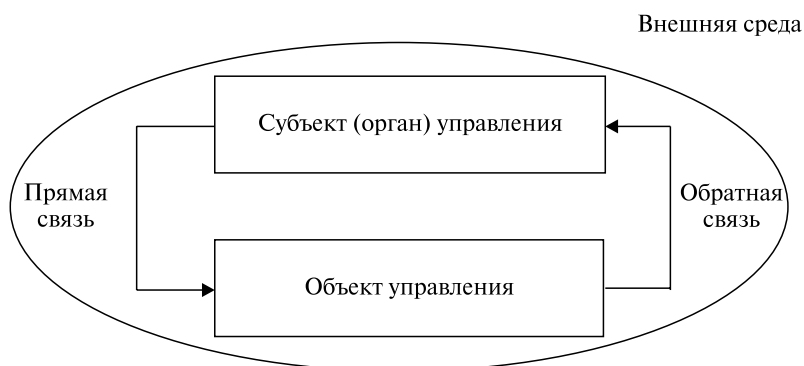 Внешняя среда
Субъект (орган) управления
Прямая
связь
Обратная
связь
Объект управления